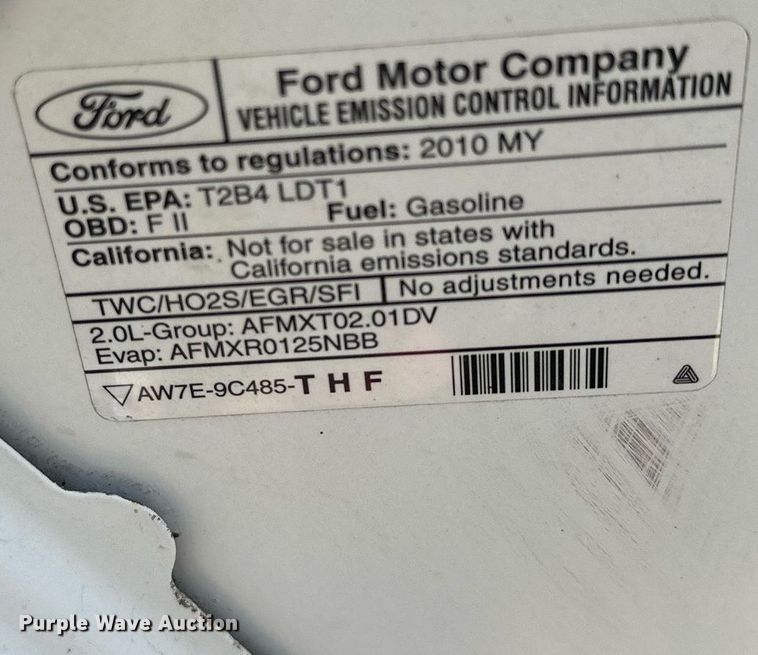 Ford
Ford Motor Company
VEHICLE EMISSION CONTROL INFORMATION
Conforms to regulations: 2010 MY
U.S. EPA: T2B4 LDT1
OBD: F II
Fuel: Gasoline
California: Not for sale in states with
California emissions standards.
TWC/HO2S/EGR/SFI
No adjustments needed.
2.0L-Group: AFMXT02.01DV
Evap: AFMXR0125NBB
AW7E-9C485-T H F
Purple Wave Auction